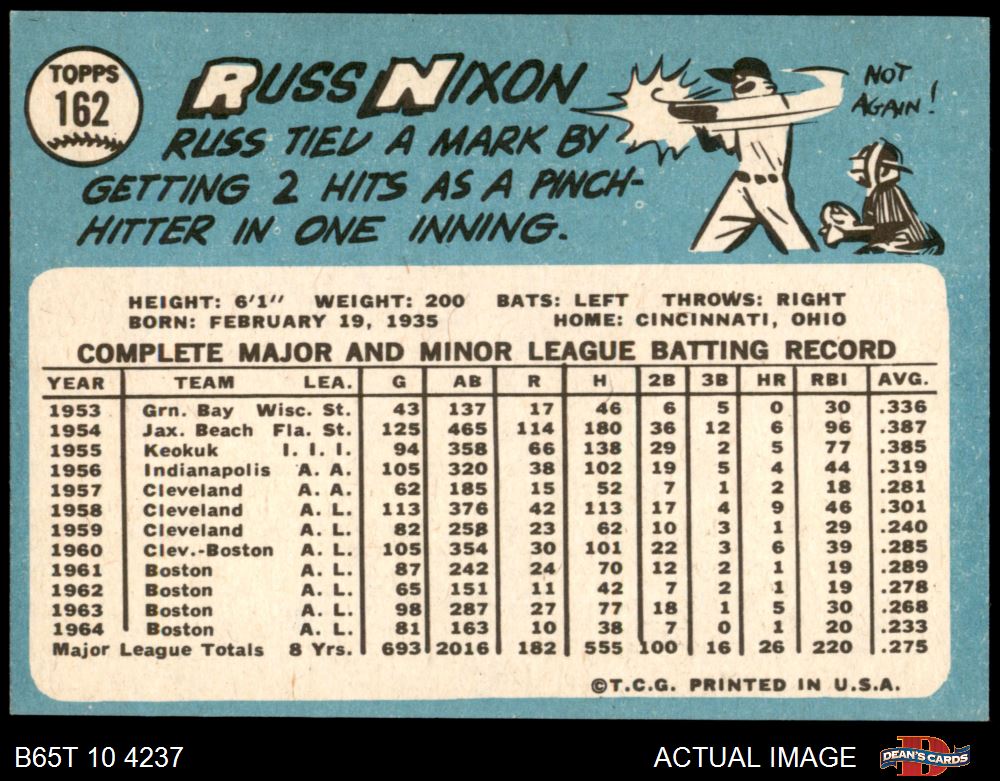 TOPPS
162
RUSS NIXON
RUSS TIED A MARK BY
GETTING 2 HITS AS A PINCH-
HITTER IN ONE INNING.
NOT
AGAIN!
HEIGHT: 6'1" WEIGHT: 200 BATS: LEFT THROWS: RIGHT
BORN: FEBRUARY 19, 1935 HOME: CINCINNATI, OHIO
COMPLETE MAJOR AND MINOR LEAGUE BATTING RECORD
YEAR TEAM LEA. G AB R H 2B 3B HR RBI AVG.
1953 Grn. Bay Wisc. St. 43 137 17 46 6 5 0 30 .336
1954 Jax. Beach Fla. St. 125 465 114 180 36 12 6 96 .387
1955 Keokuk I. I. I. 94 358 66 138 29 2 5 77 .385
1956 Indianapolis A. A. 105 320 38 102 19 5 4 44 .319
1957 Cleveland A. A. 62 185 15 52 7 1 2 18 .281
1958 Cleveland A. L. 113 376 42 113 17 4 9 46 .301
1959 Cleveland A. L. 82 258 23 62 10 3 1 29 .240
1960 Clev.-Boston A. L. 105 354 30 101 22 3 6 39 .285
1961 Boston A. L. 87 242 24 70 12 2 1 19 .289
1962 Boston A. L. 65 151 11 42 7 2 1 19 .278
1963 Boston A. L. 98 287 27 77 18 1 5 30 .268
1964 Boston A. L. 81 163 10 38 7 0 1 20 .233
Major League Totals 8 Yrs. 693 2016 182 555 100 16 26 220 .275
©T.C.G. PRINTED IN U.S.A.
B65T 10 4237 ACTUAL IMAGE DEAN'S CARDS